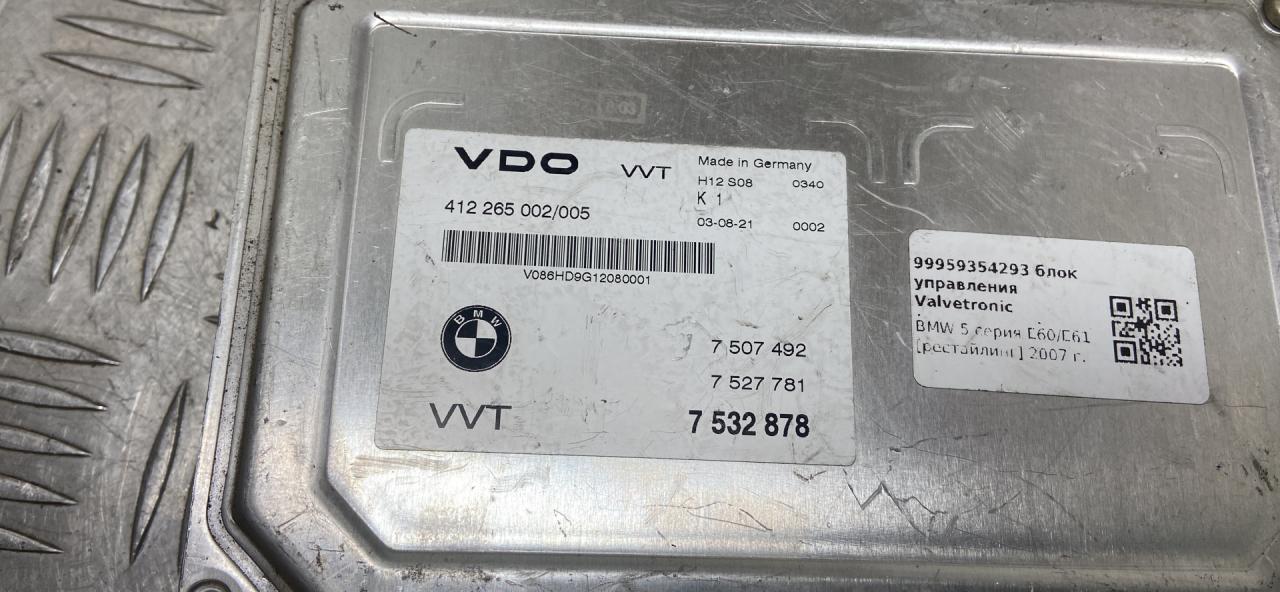 VDO VVT
Made in Germany
H12 S08 0340
K 1
03-08-21 0002
412 265 002/005
V086HD9G12080001
BMW
7 507 492
7 527 781
VVT 7 532 878
99959354293 блок
управления
Valvetronic
BMW 5 серия E60/E61
[рестайлинг] 2007 г.